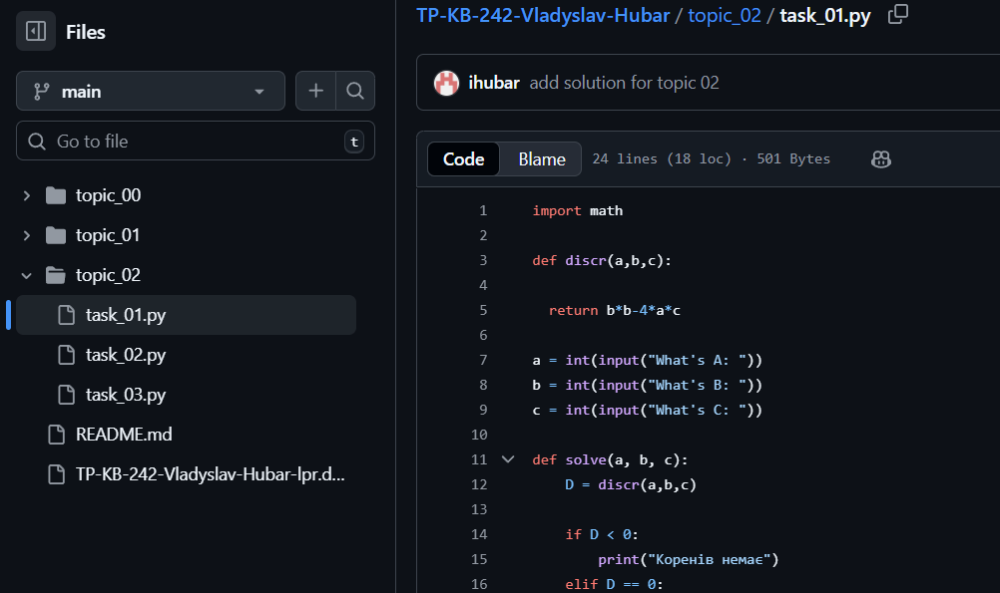 Files
main
Go to file
t
topic_00
topic_01
topic_02
task_01.py
task_02.py
task_03.py
README.md
TP-KB-242-Vladyslav-Hubar-lpr.d...
TP-KB-242-Vladyslav-Hubar / topic_02 / task_01.py
ihubar add solution for topic 02
Code Blame 24 lines (18 loc) · 501 Bytes
1 import math
2
3 def discr(a,b,c):
4
5 return b*b-4*a*c
6
7 a = int(input("What's A: "))
8 b = int(input("What's B: "))
9 c = int(input("What's C: "))
10
11 def solve(a, b, c):
12 D = discr(a,b,c)
13
14 if D < 0:
15 print("Коренів немає")
16 elif D == 0: